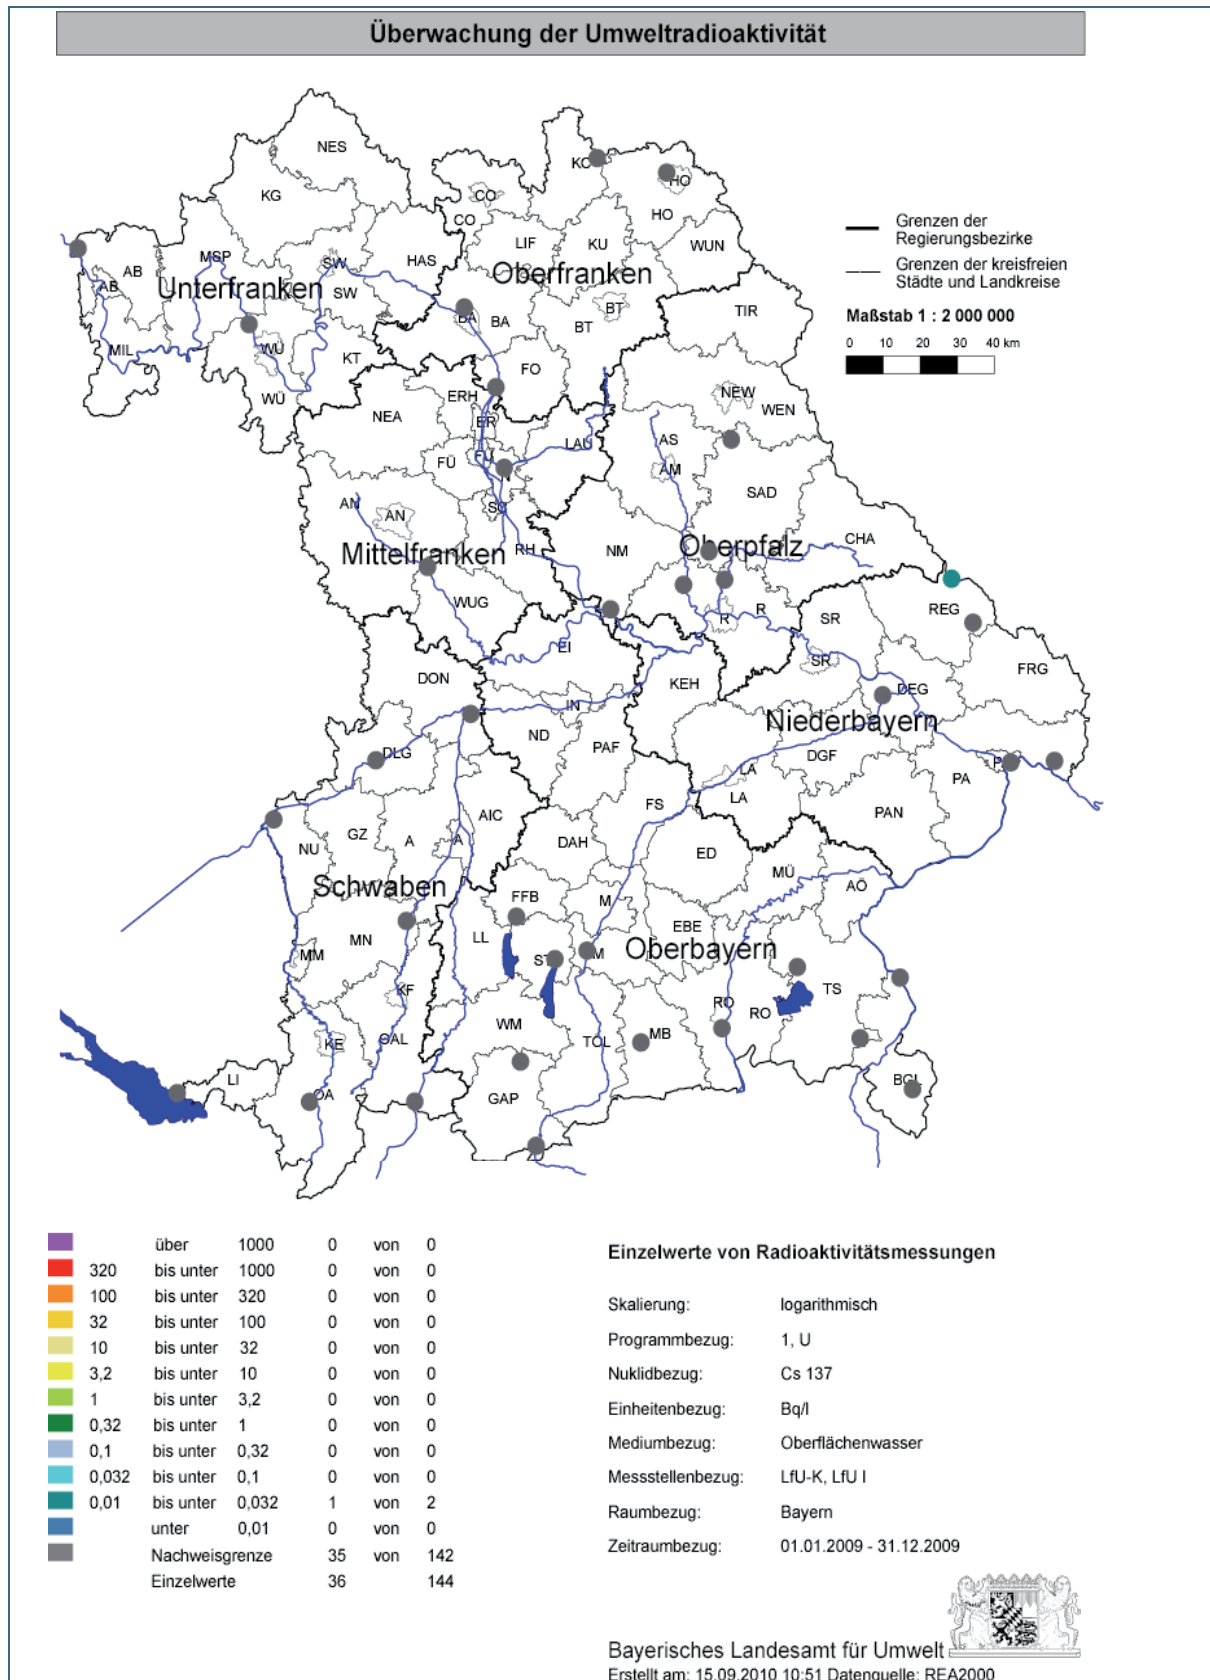 Überwachung der Umweltradioaktivität
NES
KC
KG
CO
HO
CO
HO
LIF
KU
WUN
Grenzen der
Regierungsbezirke
MSP
SW
HAS
AB
AB
Unterfranken
SW
Oberfranken
Grenzen der kreisfreien
Städte und Landkreise
BT
TIR
Maßstab 1 : 2 000 000
BA
BA
BT
0 10 20 30 40 km
MIL
WÜ
KT
FO
WÜ
NEA
ERH
NEW
WEN
ER
AS
LAU
FÜ
FÜ
AM
N
SAD
AN
AN
SC
CHA
Mittelfranken
RH
NM
Oberpfalz
WUG
R
R
SR
REG
EI
SR
FRG
DON
KEH
DEG
IN
Niederbayern
ND
PAF
DLG
DGF
PA
PA
LA
LA
FS
PAN
AIC
GZ
A
A
NU
DAH
ED
MÜ
AÖ
Schwaben
FFB
M
EBE
MN
LL
Oberbayern
MM
ST
M
KF
TS
RO
RO
WM
OAL
TÖL
MB
KE
LI
OA
GAP
BGL
über 1000 0 von 0
320 bis unter 1000 0 von 0
100 bis unter 320 0 von 0
32 bis unter 100 0 von 0
10 bis unter 32 0 von 0
3,2 bis unter 10 0 von 0
1 bis unter 3,2 0 von 0
0,32 bis unter 1 0 von 0
0,1 bis unter 0,32 0 von 0
0,032 bis unter 0,1 0 von 0
0,01 bis unter 0,032 1 von 2
unter 0,01 0 von 0
Nachweisgrenze 35 von 142
Einzelwerte 36 144
Einzelwerte von Radioaktivitätsmessungen
Skalierung: logarithmisch
Programmbezug: 1, U
Nuklidbezug: Cs 137
Einheitenbezug: Bq/l
Mediumbezug: Oberflächenwasser
Messstellenbezug: LfU-K, LfU I
Raumbezug: Bayern
Zeitraumbezug: 01.01.2009 - 31.12.2009
Bayerisches Landesamt für Umwelt
Erstellt am: 15.09.2010 10:51 Datenquelle: REA2000